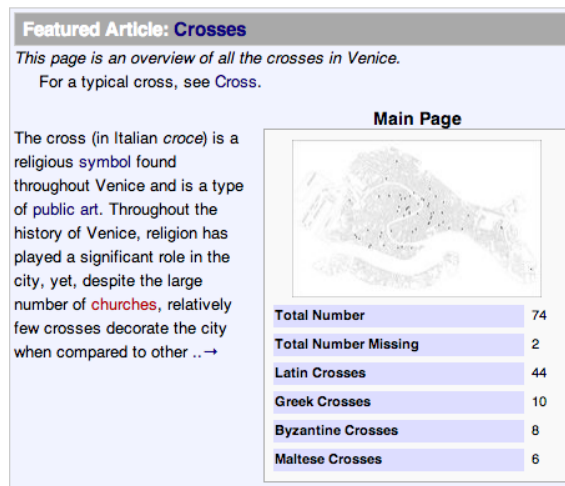 Featured Article: Crosses
This page is an overview of all the crosses in Venice.
For a typical cross, see Cross.
The cross (in Italian croce) is a
religious symbol found
throughout Venice and is a type
of public art. Throughout the
history of Venice, religion has
played a significant role in the
city, yet, despite the large
number of churches, relatively
few crosses decorate the city
when compared to other ..→
Main Page
Total Number 74
Total Number Missing 2
Latin Crosses 44
Greek Crosses 10
Byzantine Crosses 8
Maltese Crosses 6